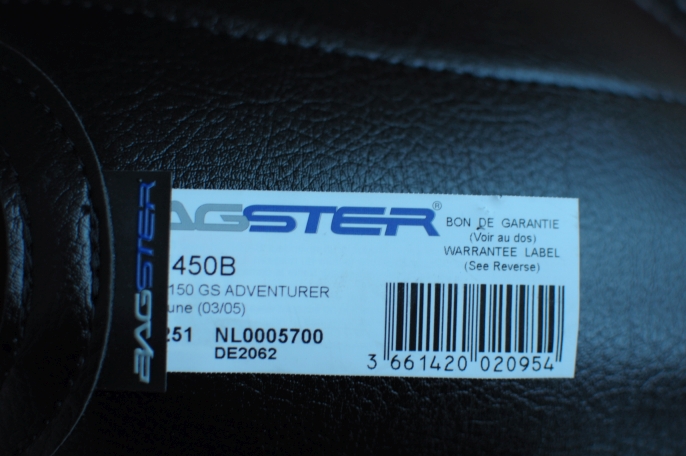 BAGSTER
BAGSTER®
BON DE GARANTIE
(Voir au dos)
WARRANTEE LABEL
(See Reverse)
450B
150 GS ADVENTURER
une (03/05)
251 NL0005700
DE2062
3 661420 020954